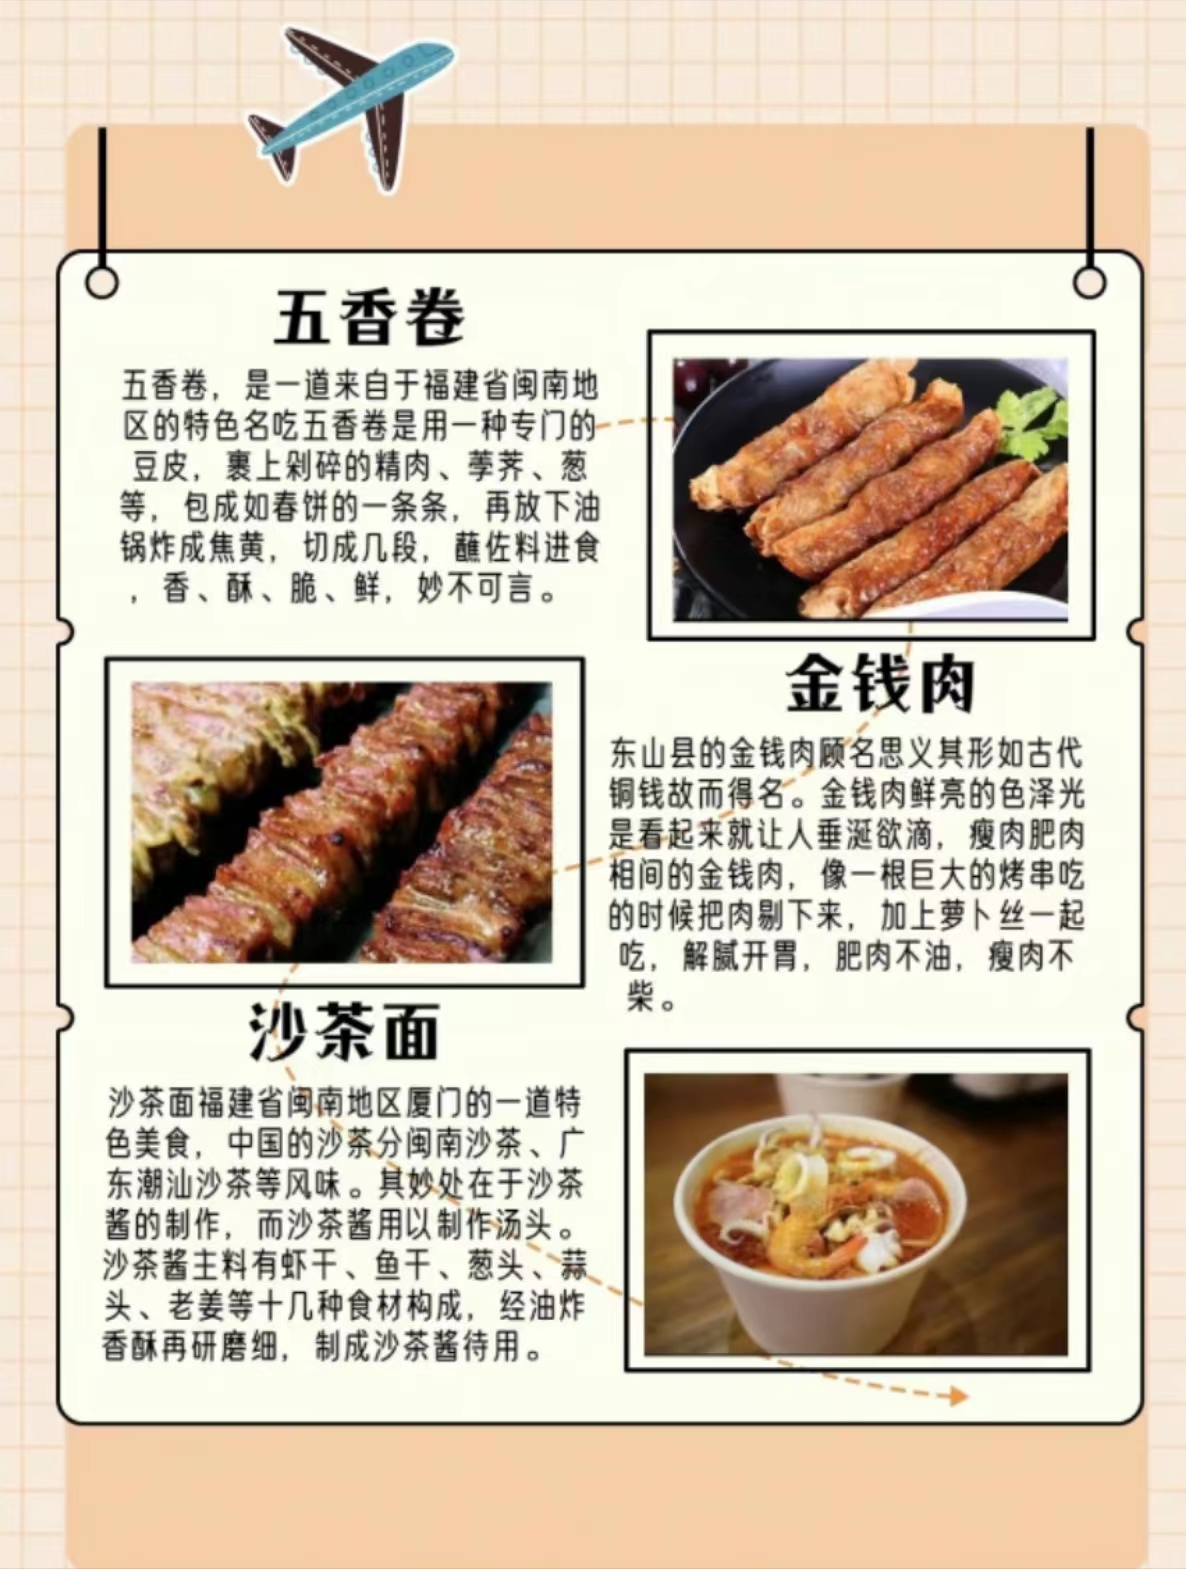 五香卷
五香卷，是一道来自于福建省闽南地
区的特色名吃五香卷是用一种专门的
豆皮，裹上剁碎的精肉、荸荠、葱
等，包成如春饼的一条条，再放下油
锅炸成焦黄，切成几段，蘸佐料进食
，香、酥、脆、鲜，妙不可言。
金钱肉
东山县的金钱肉顾名思义其形如古代
铜钱故而得名。金钱肉鲜亮的色泽光
是看起来就让人垂涎欲滴，瘦肉肥肉
相间的金钱肉，像一根巨大的烤串吃
的时候把肉剔下来，加上萝卜丝一起
吃，解腻开胃，肥肉不油，瘦肉不
柴。
沙茶面
沙茶面福建省闽南地区厦门的一道特
色美食，中国的沙茶分闽南沙茶、广
东潮汕沙茶等风味。其妙处在于沙茶
酱的制作，而沙茶酱用以制作汤头。
沙茶酱主料有虾干、鱼干、葱头、蒜
头、老姜等十几种食材构成，经油炸
香酥再研磨细，制成沙茶酱待用。